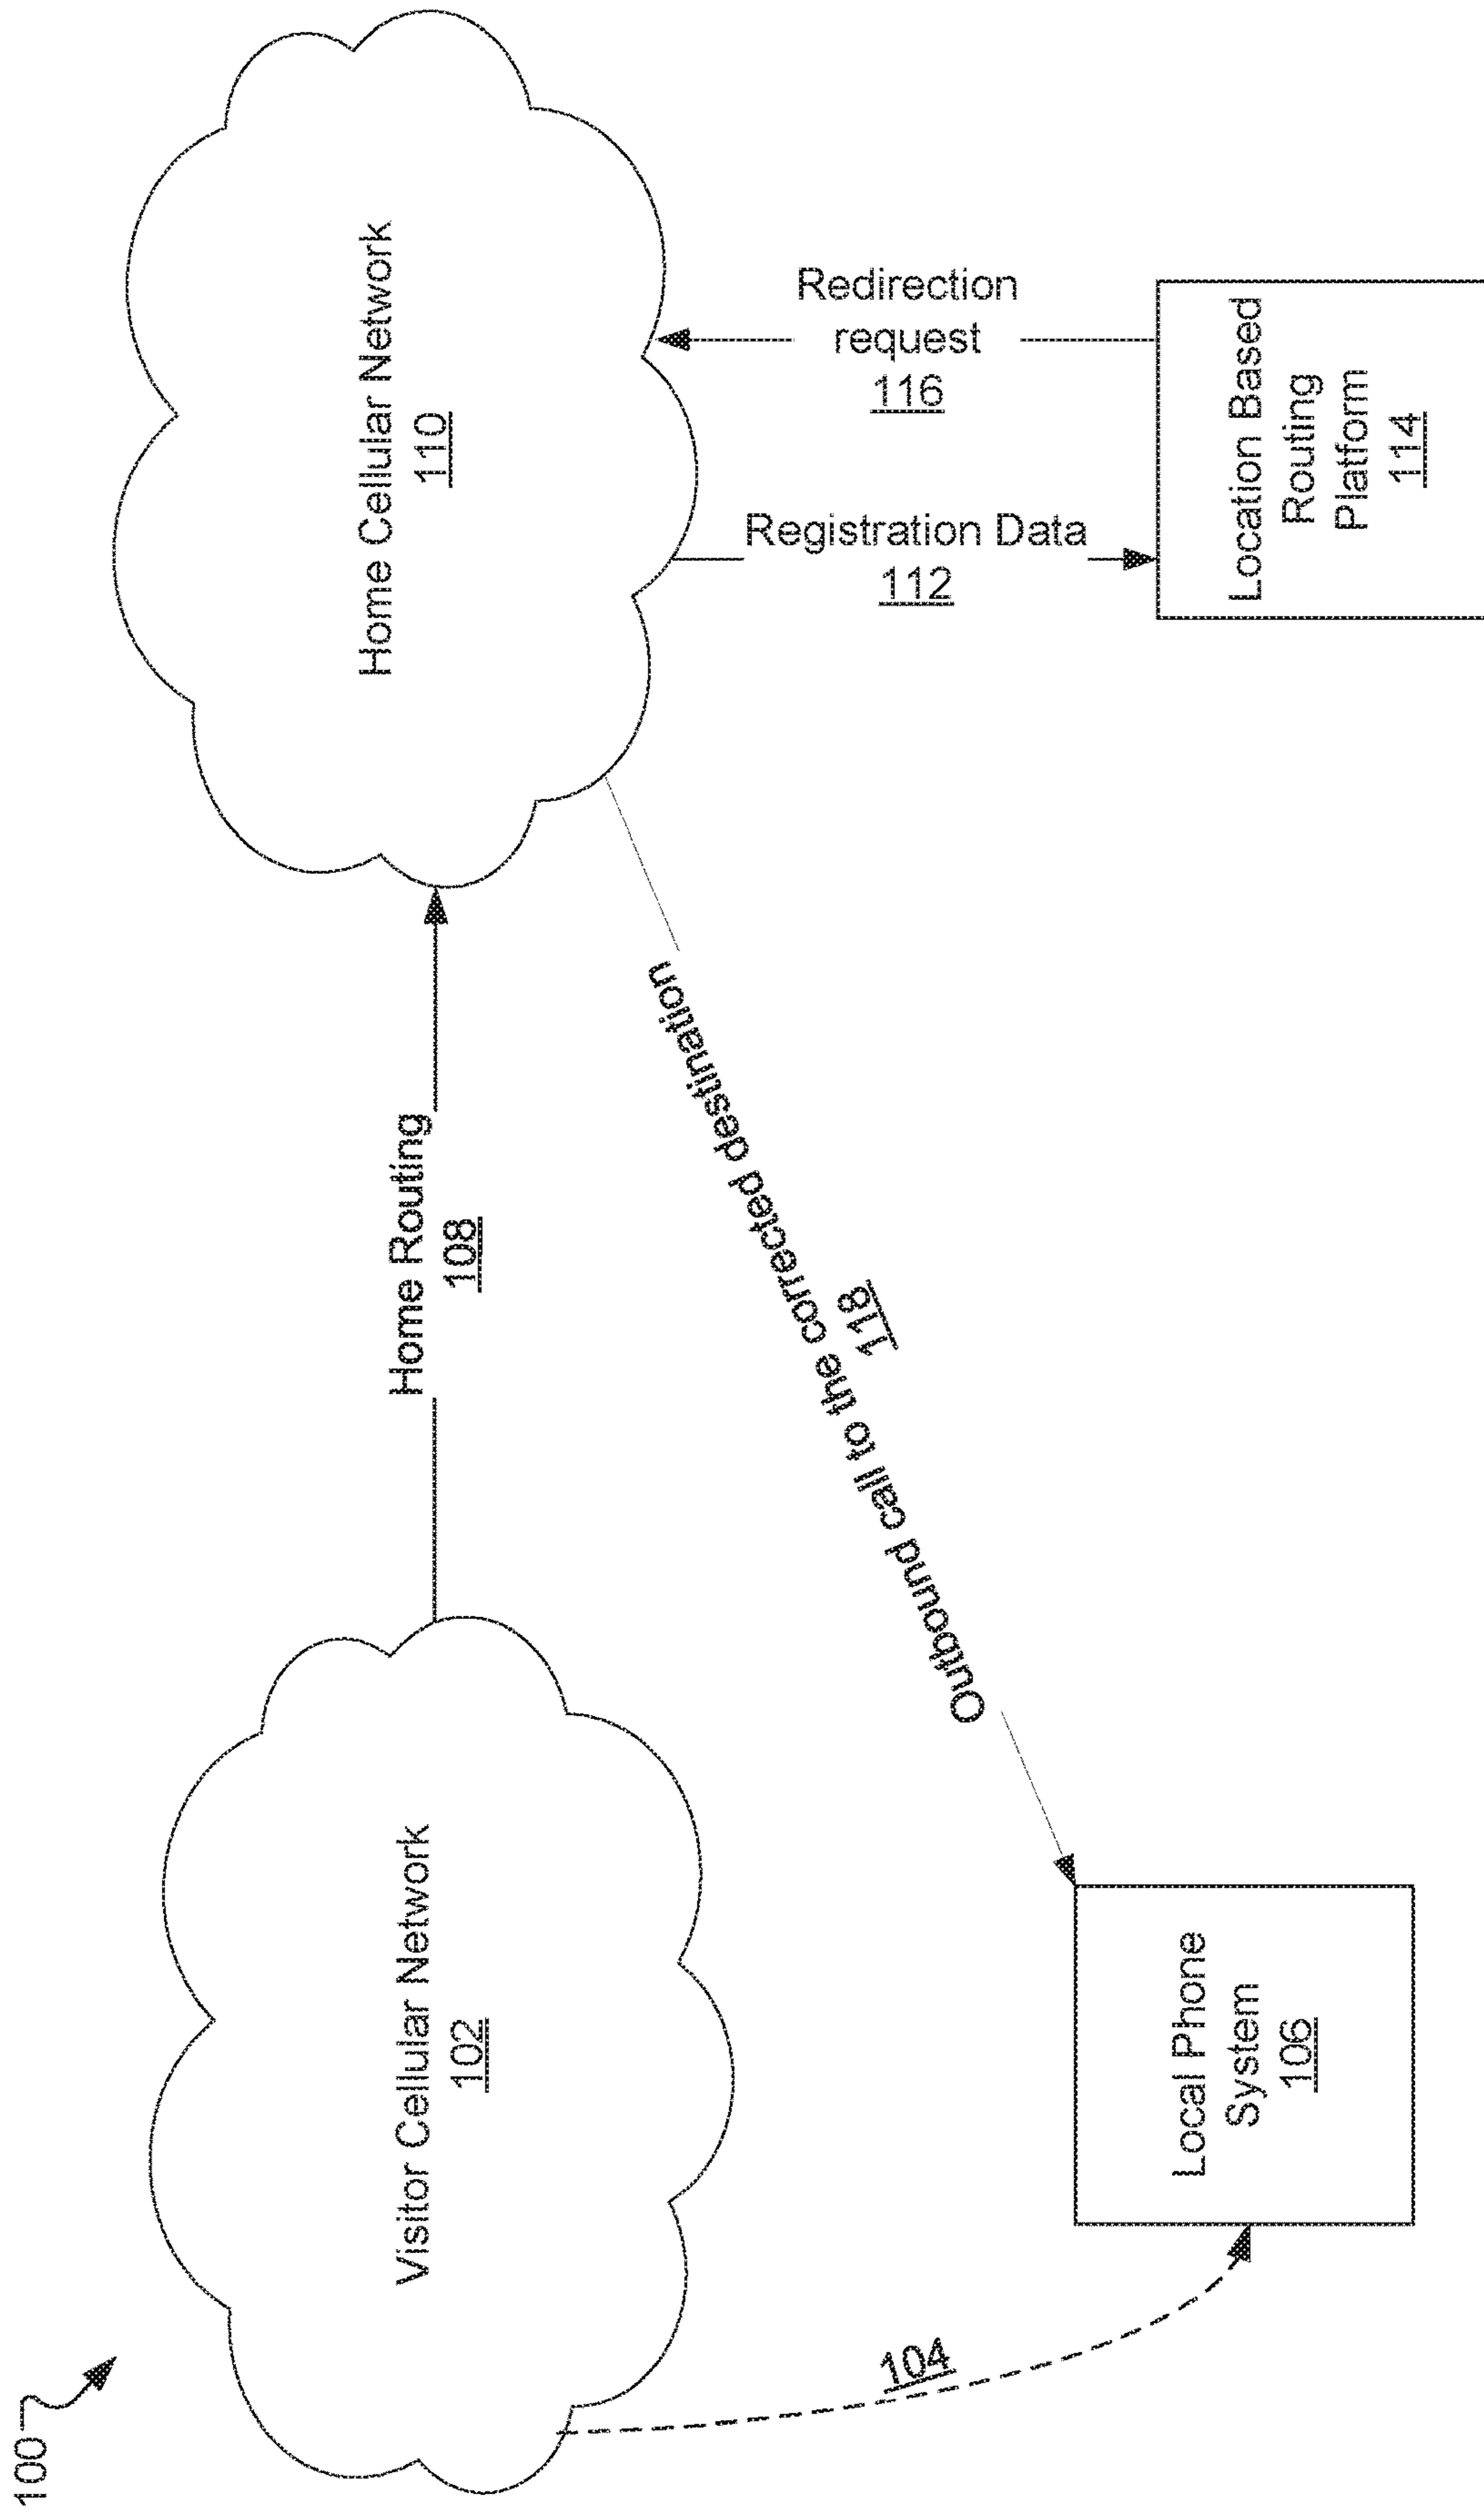 100
Visitor Cellular Network
102
Home Routing
108
Home Cellular Network
110
104
Local Phone
System
106
Outbound call to the corrected destination
118
Registration Data
112
Redirection
request
116
Location Based
Routing
Platform
114